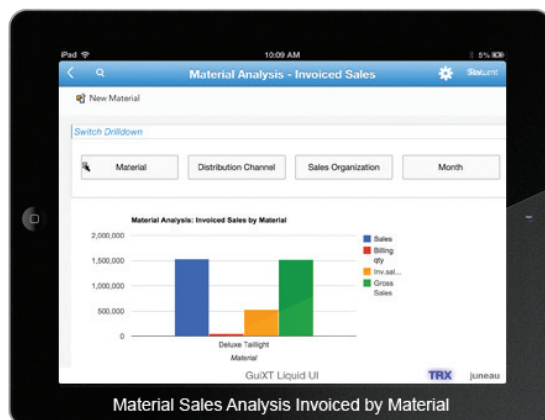 iPad 10:09 AM 5%
Material Analysis - Invoiced Sales
New Material
Switch Drilldown
Material Distribution Channel Sales Organization Month
Material Analysis: Invoiced Sales by Material
2,000,000
1,500,000
1,000,000
500,000
0
Sales
Billing
qty
Inv.sal...
Gross
Sales
Deluxe Taillight
Material
GuiXT Liquid UI TRX juneau
Material Sales Analysis Invoiced by Material